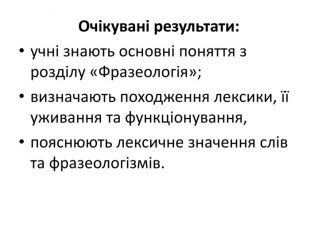 Очікувані результати:
• учні знають основні поняття з
розділу «Фразеологія»;
• визначають походження лексики, її
уживання та функціонування,
• пояснюють лексичне значення слів
та фразеологізмів.